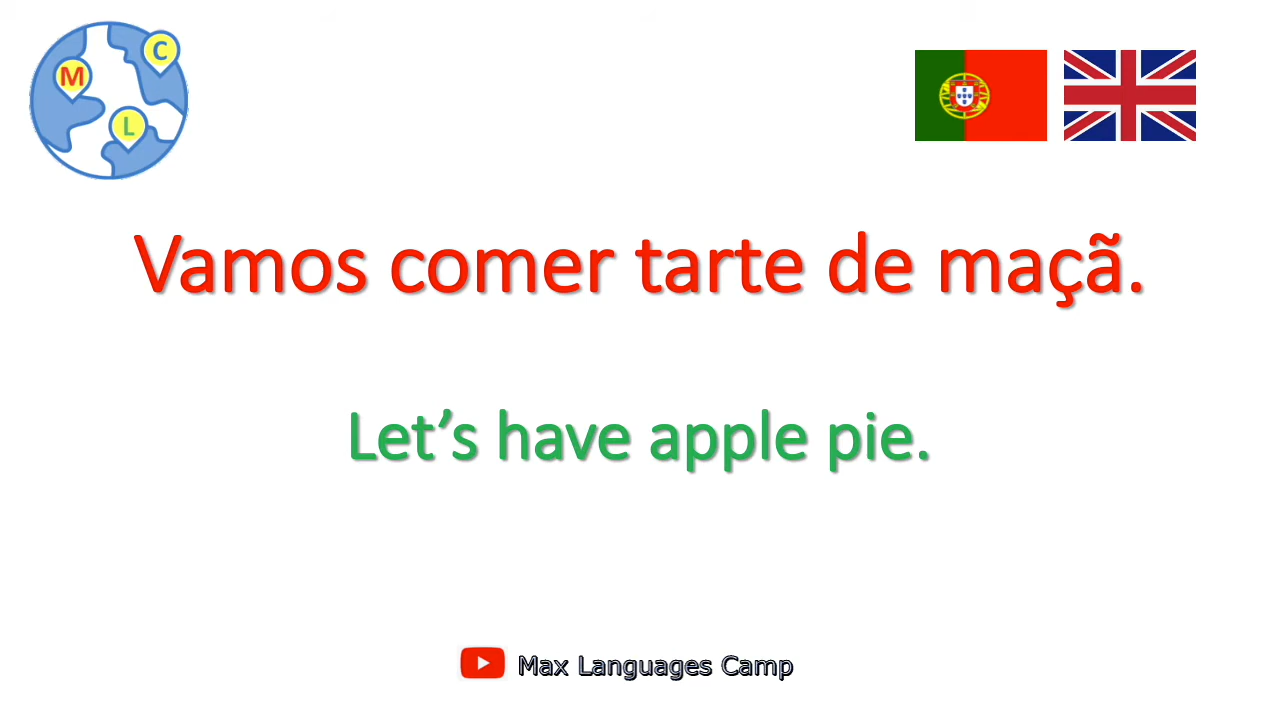 M
C
L
Vamos comer tarte de maçã.
Let’s have apple pie.
Max Languages Camp